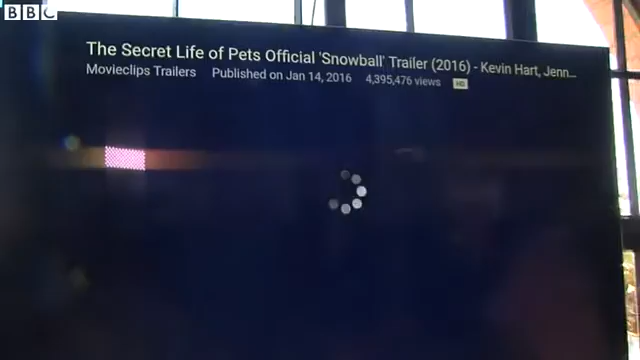 BBC
The Secret Life of Pets Official 'Snowball' Trailer (2016) - Kevin Hart, Jenn...
Movieclips Trailers Published on Jan 14, 2016 4,395,476 views HD